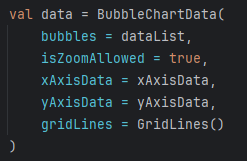 val data = BubbleChartData(
    bubbles = dataList,
    isZoomAllowed = true,
    xAxisData = xAxisData,
    yAxisData = yAxisData,
    gridLines = GridLines()
)